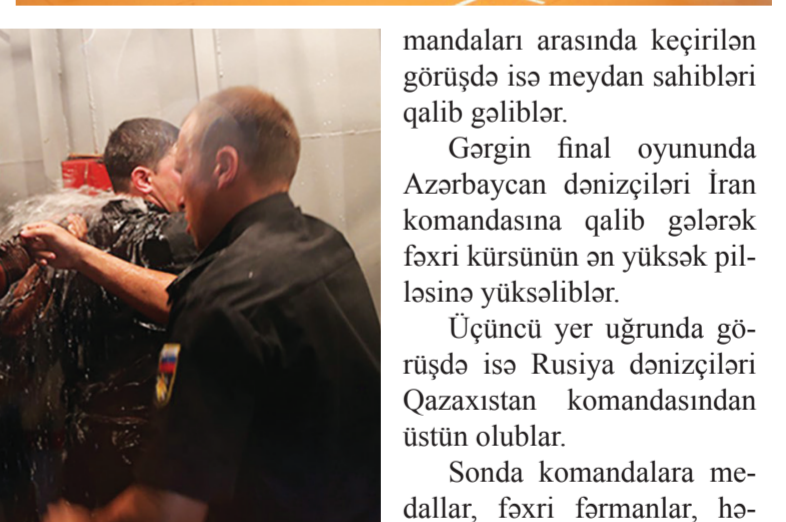 mandaları arasında keçirilən
görüşdə isə meydan sahibləri
qalib gəliblər.
Gərgin final oyununda
Azərbaycan dənizçiləri İran
komandasına qalib gələrək
fəxri kürsünün ən yüksək pil-
ləsinə yüksəliblər.
Üçüncü yer uğrunda gö-
rüşdə isə Rusiya dənizçiləri
Qazaxıstan komandasından
üstün olublar.
Sonda komandalara me-
dallar, fəxri fərmanlar, hə-